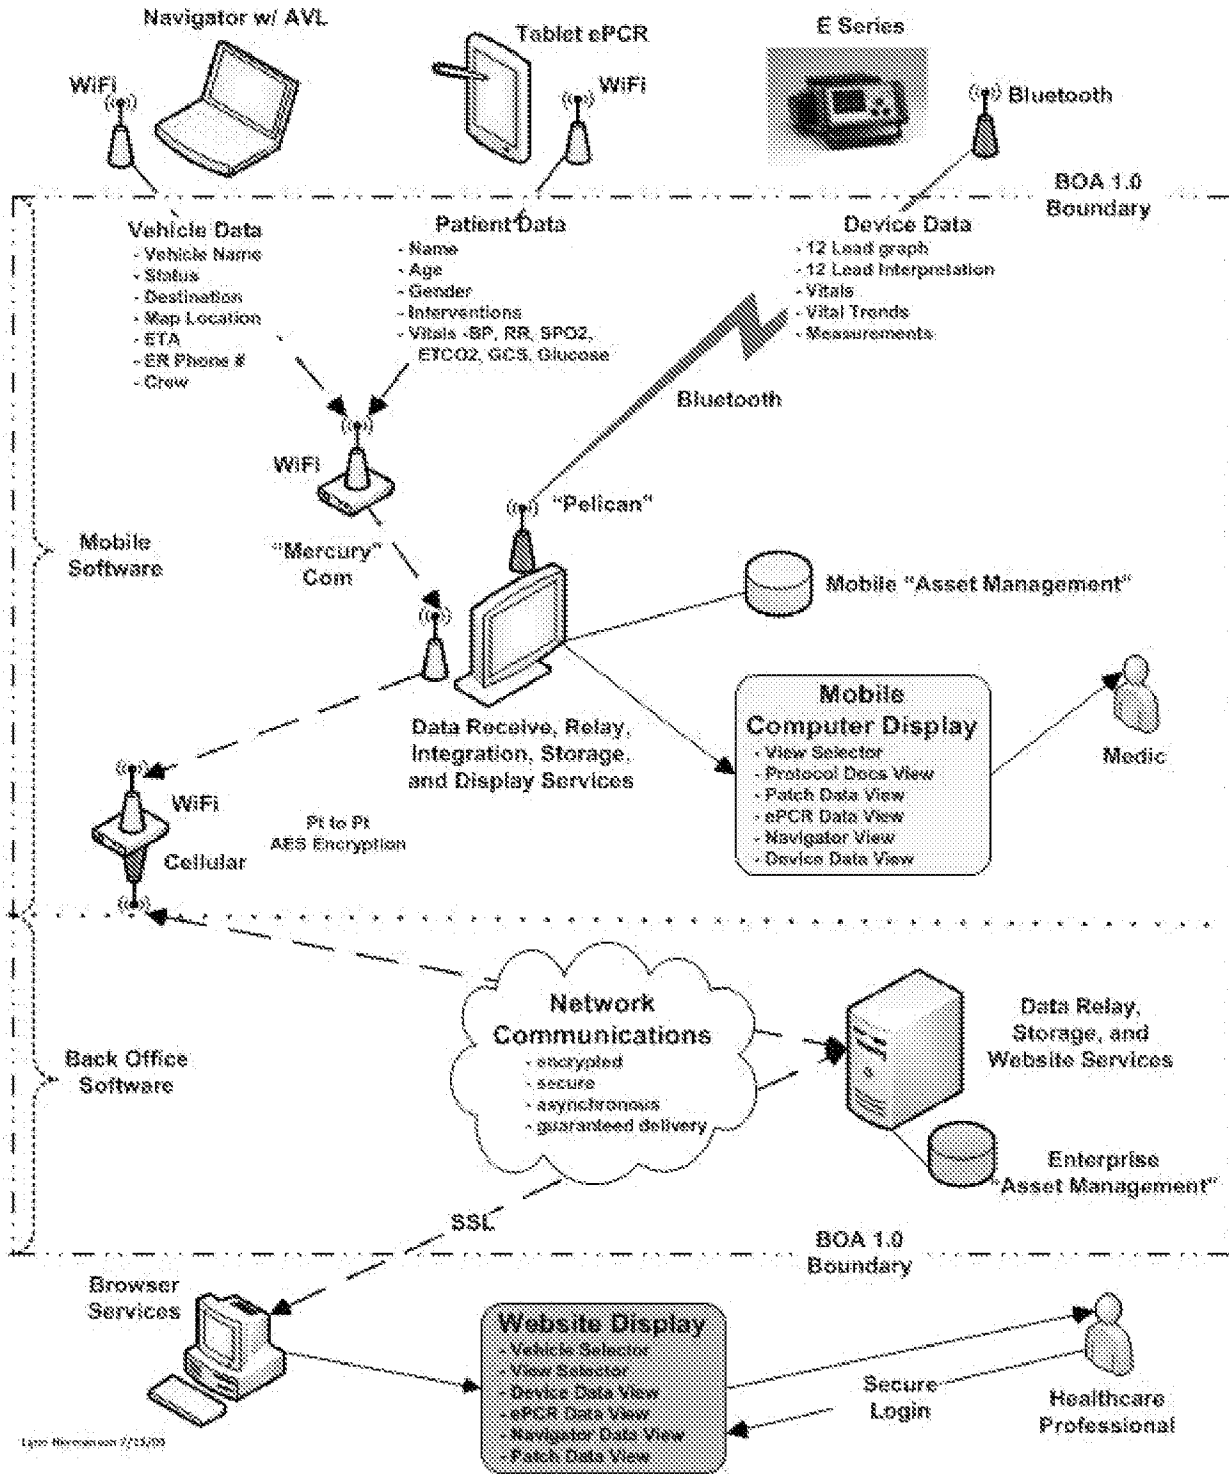 Navigator w/ AVL
Tablet ePCR
E Series
WiFi
WiFi
Bluetooth
BOA 1.0
Boundary
Vehicle Data
- Vehicle Name
- Status
- Destination
- Map Location
- ETA
- ER Phone #
- Crew
Patient Data
- Name
- Age
- Gender
- Interventions
- Vitals -BP, RR, SPO2,
ETCO2, GCS, Glucose
Device Data
- 12 Lead graph
- 12 Lead Interpretation
- Vitals
- Vital Trends
- Measurements
Bluetooth
WiFi
"Pelican"
"Mercury"
Com
Mobile
Software
Mobile "Asset Management"
Data Receive, Relay,
Integration, Storage,
and Display Services
Mobile
Computer Display
- View Selector
- Protocol Docs View
- Patch Data View
- ePCR Data View
- Navigator View
- Device Data View
Medic
WiFi
Cellular
Pt to Pt
AES Encryption
Network
Communications
- encrypted
- secure
- asynchronous
- guaranteed delivery
Data Relay,
Storage, and
Website Services
Back Office
Software
Enterprise
"Asset Management"
SSL
BOA 1.0
Boundary
Browser
Services
Website Display
- Vehicle Selector
- View Selector
- Device Data View
- ePCR Data View
- Navigator Data View
- Patch Data View
Secure
Login
Healthcare
Professional